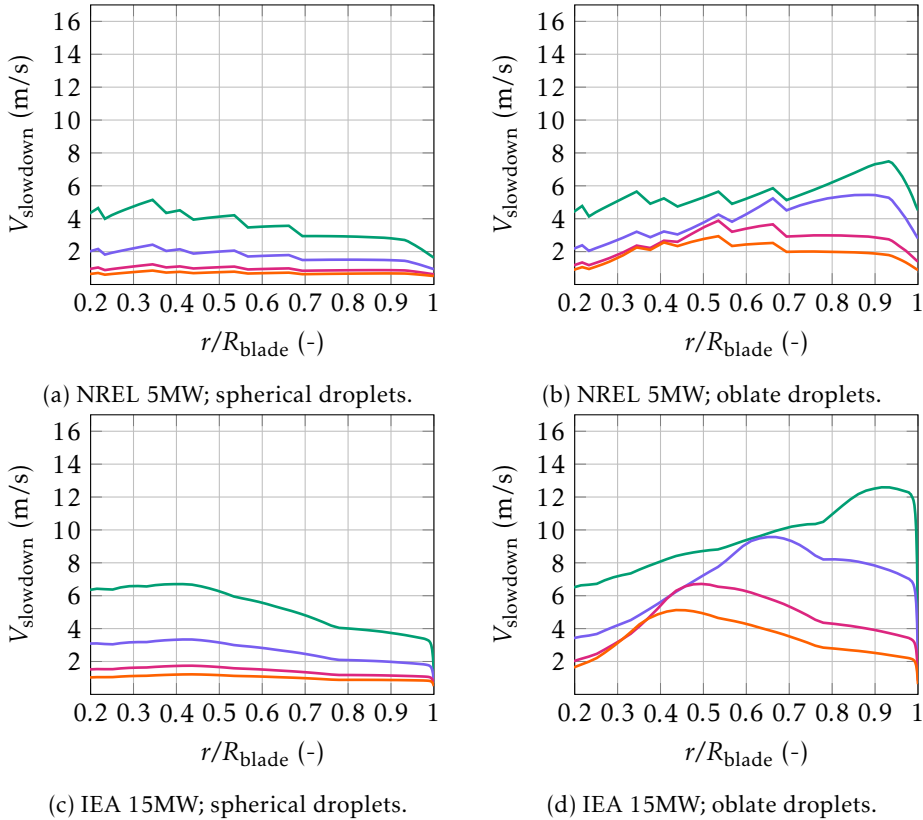 16
14
12
10
8
6
4
2
V_slowdown (m/s)
0.2 0.3 0.4 0.5 0.6 0.7 0.8 0.9 1
r/R_blade (-)
(a) NREL 5MW; spherical droplets.
16
14
12
10
8
6
4
2
V_slowdown (m/s)
0.2 0.3 0.4 0.5 0.6 0.7 0.8 0.9 1
r/R_blade (-)
(b) NREL 5MW; oblate droplets.
16
14
12
10
8
6
4
2
V_slowdown (m/s)
0.2 0.3 0.4 0.5 0.6 0.7 0.8 0.9 1
r/R_blade (-)
(c) IEA 15MW; spherical droplets.
16
14
12
10
8
6
4
2
V_slowdown (m/s)
0.2 0.3 0.4 0.5 0.6 0.7 0.8 0.9 1
r/R_blade (-)
(d) IEA 15MW; oblate droplets.